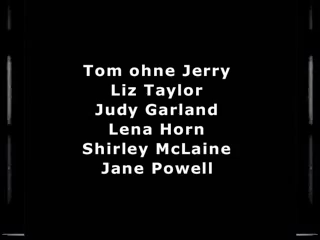 Tom ohne Jerry
Liz Taylor
Judy Garland
Lena Horn
Shirley McLaine
Jane Powell